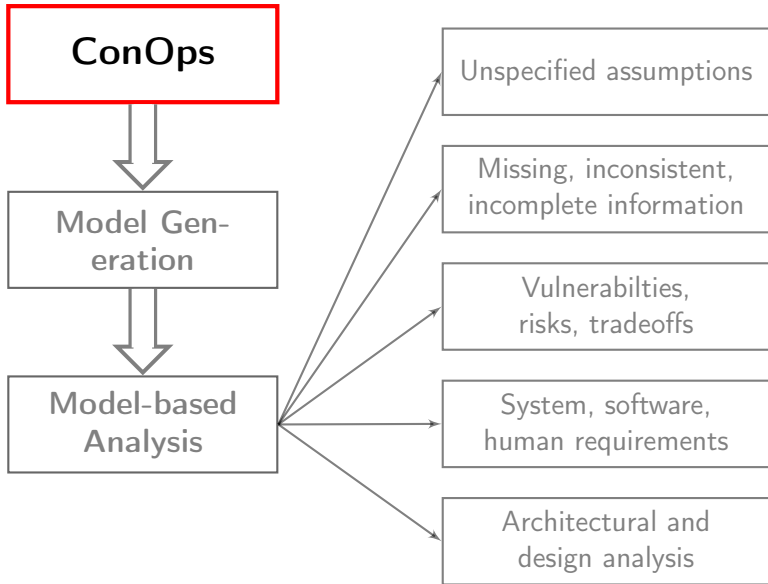 ConOps
Model Gen-
eration
Model-based
Analysis
Unspecified assumptions
Missing, inconsistent,
incomplete information
Vulnerabilties,
risks, tradeoffs
System, software,
human requirements
Architectural and
design analysis